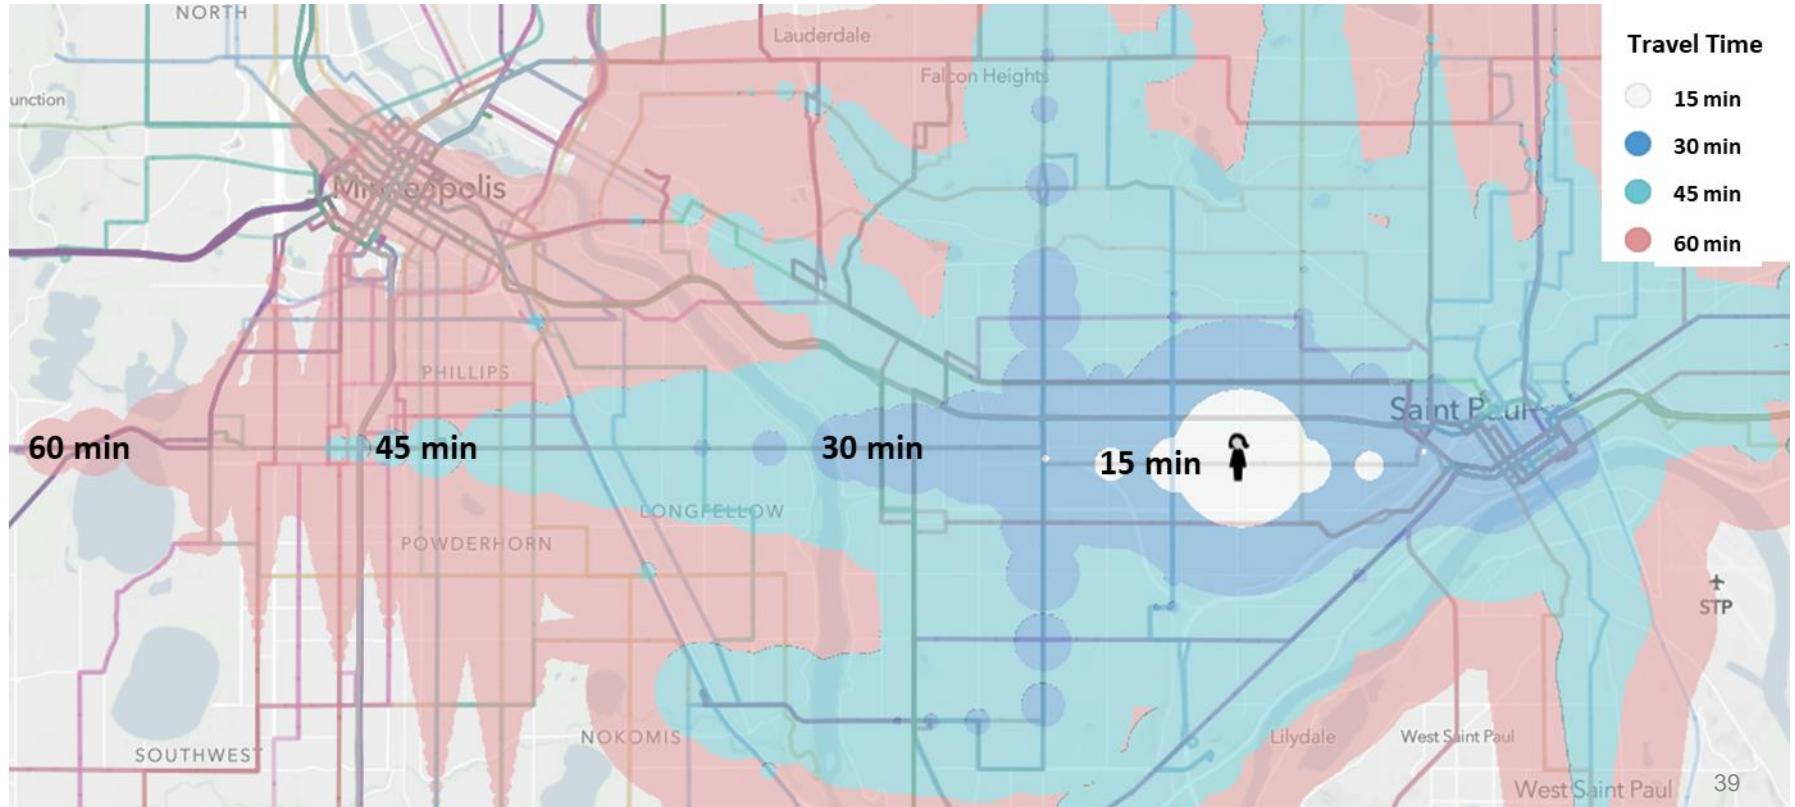 NORTH
Lauderdale
Travel Time
Falcon Heights
unction
15 min
30 min
45 min
60 min
Minneapolis
PHILLIPS
Saint Paul
60 min
45 min
30 min
15 min
LONGFELLOW
POWDERHORN
STP
SOUTHWEST
NOKOMIS
Lilydale
West Saint Paul
West Saint Paul
39